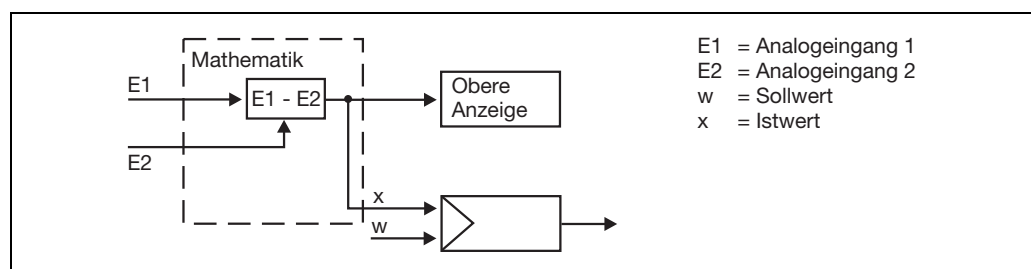 Mathematik
E1
E1 - E2
E2
Obere
Anzeige
x
w
E1 = Analogeingang 1
E2 = Analogeingang 2
w = Sollwert
x = Istwert